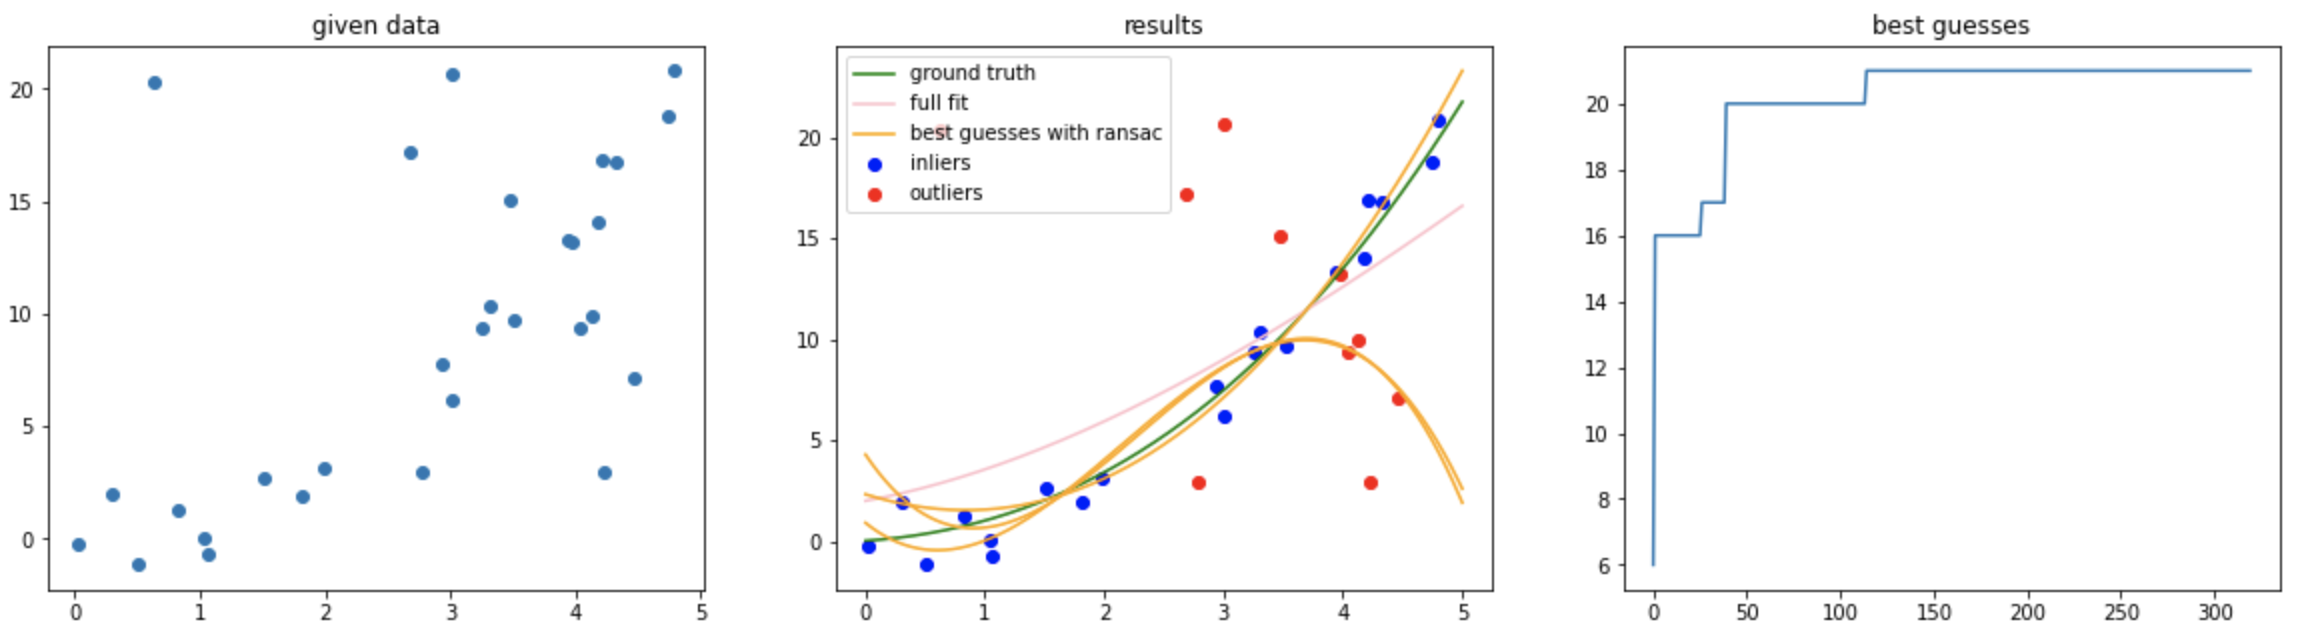 given data
20
15
10
5
0
0 1 2 3 4 5
results
ground truth
full fit
best guesses with ransac
inliers
outliers
20
15
10
5
0
0 1 2 3 4 5
best guesses
20
18
16
14
12
10
8
6
0 50 100 150 200 250 300